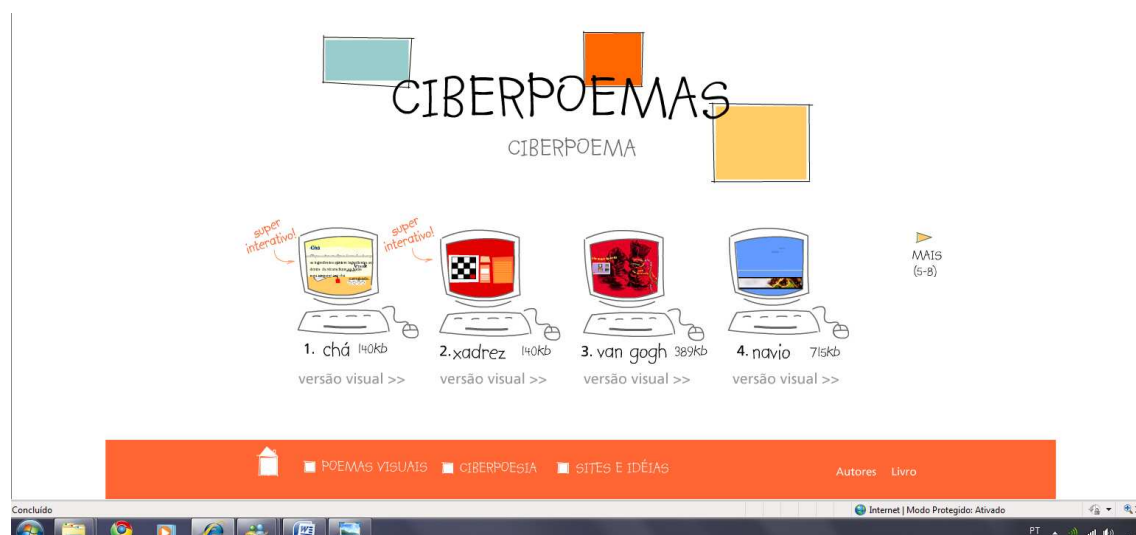 CIBERPOEMAS
CIBERPOEMA
super interativo!
super interativo!
Chá
MAIS
(5-8)
1. chá 140kb
2. xadrez 140kb
3. van gogh 389kb
4. navio 715kb
versão visual >>
versão visual >>
versão visual >>
versão visual >>
POEMAS VISUAIS
CIBERPOESIA
SITES E IDÉIAS
Autores
Livro
Concluído
Internet | Modo Protegido: Ativado
PT